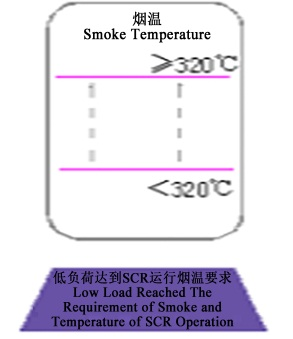 烟温
Smoke Temperature
≥320℃
<320℃
低负荷达到SCR运行烟温要求
Low Load Reached The
Requirement of Smoke and
Temperature of SCR Operation